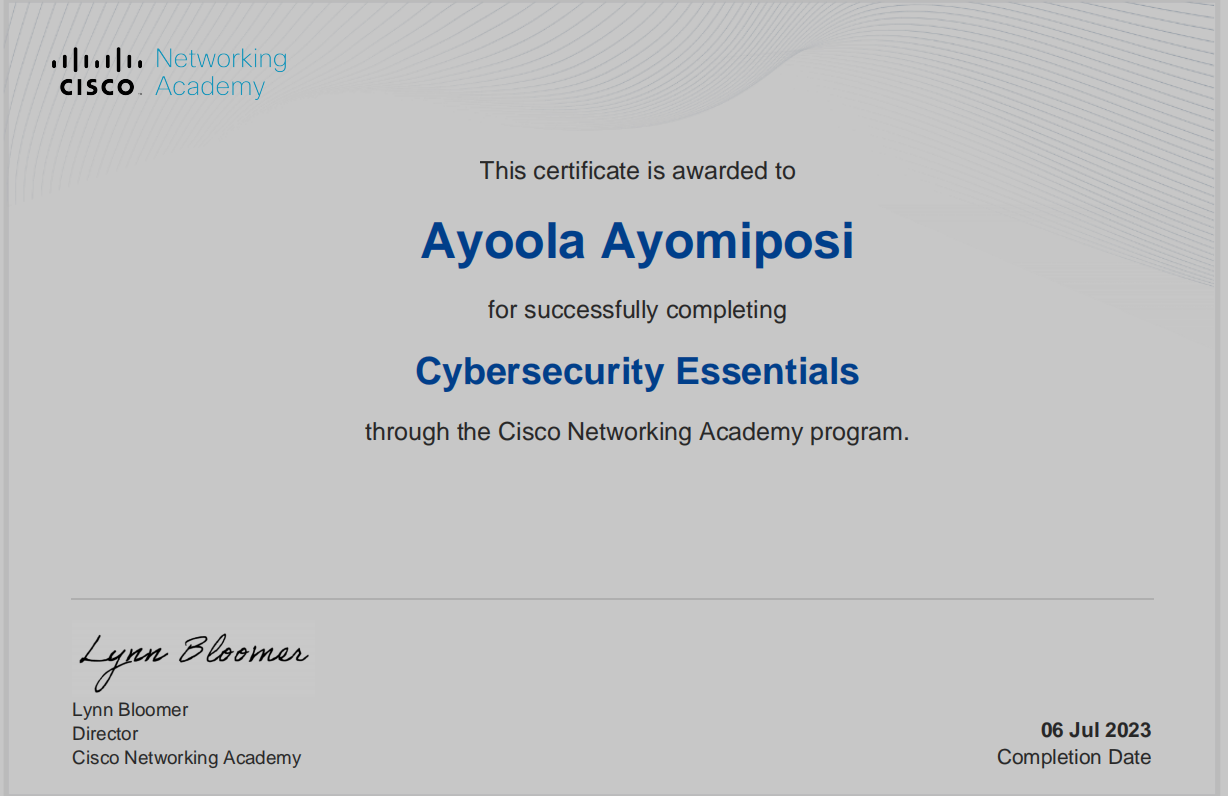 CISCO Networking Academy
This certificate is awarded to
Ayoola Ayomiposi
for successfully completing
Cybersecurity Essentials
through the Cisco Networking Academy program.
Lynn Bloomer
Lynn Bloomer
Director
Cisco Networking Academy
06 Jul 2023
Completion Date